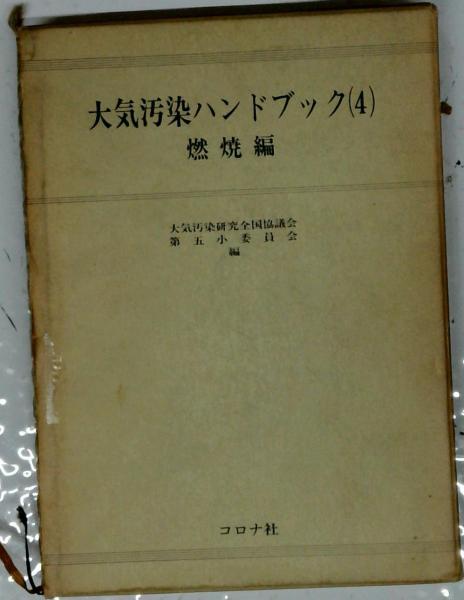 大気汚染ハンドブック(4)
燃焼編
大気汚染研究全国協議会
第五小委員会
編
コロナ社